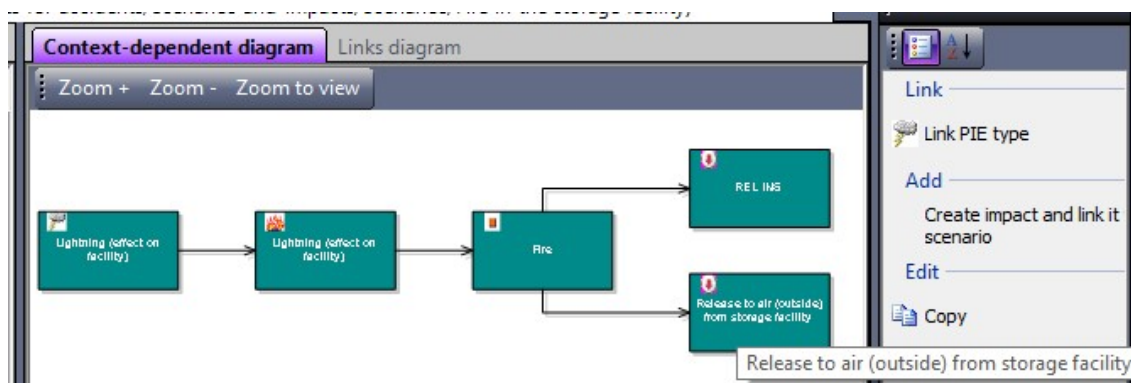 Context-dependent diagram Links diagram
Zoom + Zoom - Zoom to view
Lightning (effect on
facility)
Lightning (effect on
facility)
Fire
REL INS
Release to air (outside)
from storage facility
Release to air (outside) from storage facility
Link
Link PIE type
Add
Create impact and link it
scenario
Edit
Copy